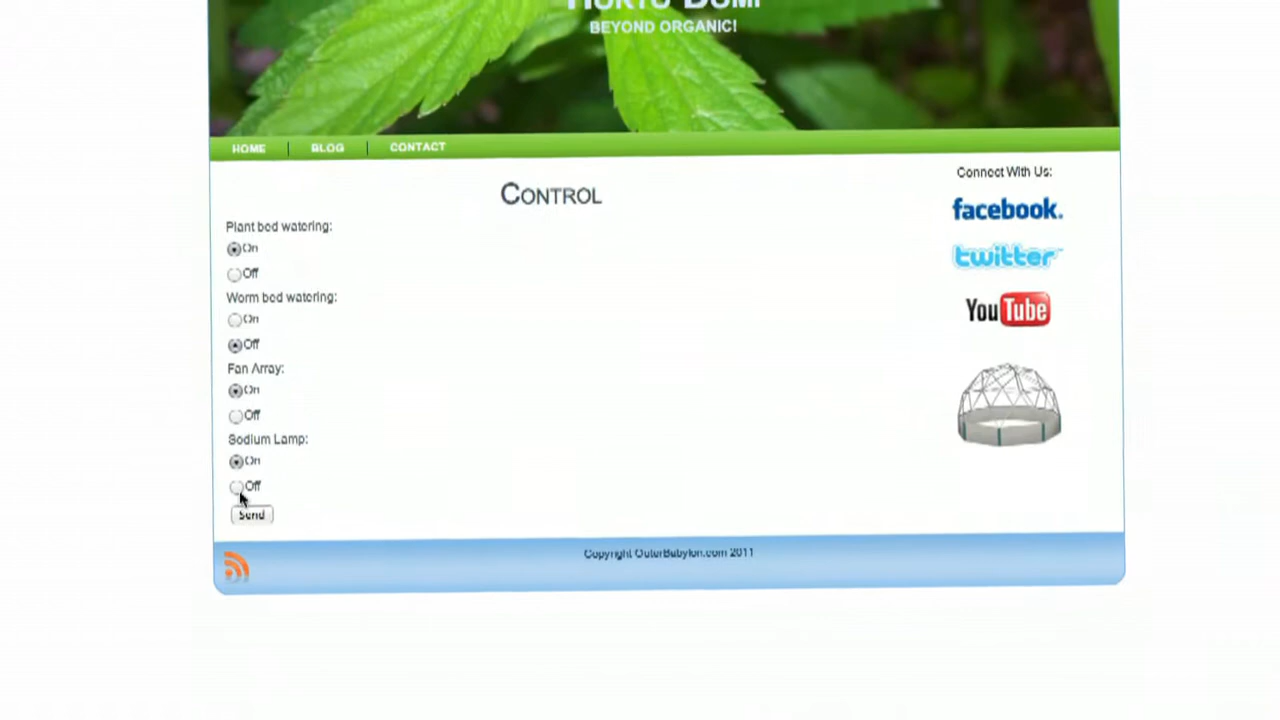 BEYOND ORGANIC!
HOME | BLOG | CONTACT
CONTROL
Plant bed watering:
On
Off
Worm bed watering:
On
Off
Fan Array:
On
Off
Sodium Lamp:
On
Off
Send
Connect With Us:
facebook.
twitter
YouTube
Copyright OuterBabylon.com 2011